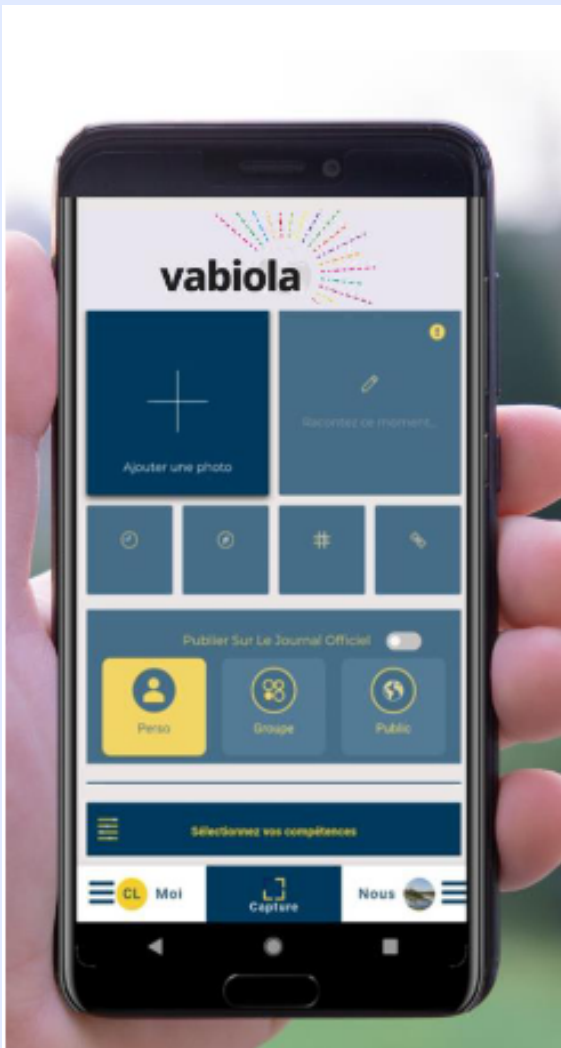 vabiola
Ajouter une photo
Racontez ce moment...
Publier Sur Le Journal Officiel
Perso
Groupe
Public
Sélectionnez vos compétences
CL Moi
Capture
Nous